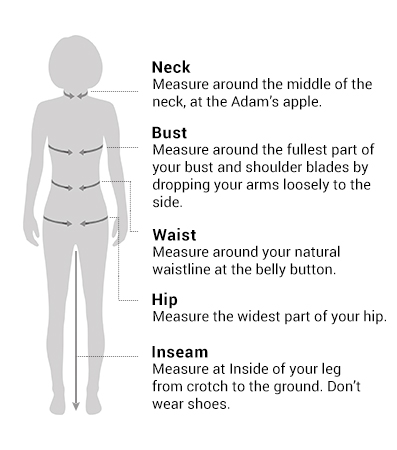 Neck
Measure around the middle of the
neck, at the Adam's apple.
Bust
Measure around the fullest part of
your bust and shoulder blades by
dropping your arms loosely to the
side.
Waist
Measure around your natural
waistline at the belly button.
Hip
Measure the widest part of your hip.
Inseam
Measure at Inside of your leg
from crotch to the ground. Don't
wear shoes.